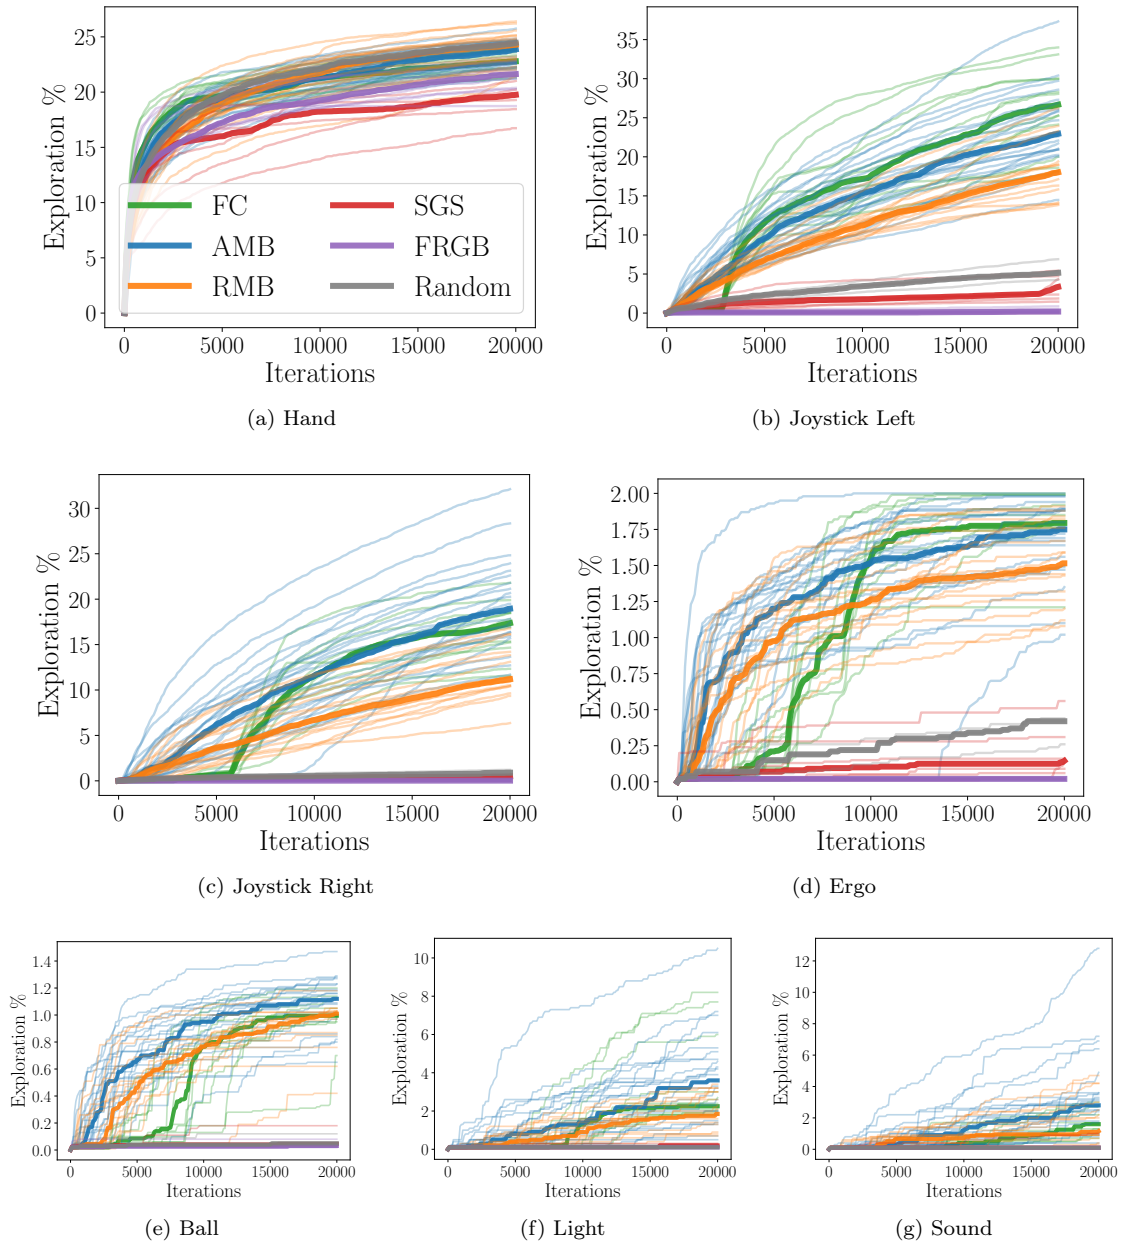 Exploration %
25
20
15
10
5
0
FC
AMB
RMB
SGS
FRGB
Random
0 5000 10000 15000 20000
Iterations
(a) Hand
Exploration %
35
30
25
20
15
10
5
0
0 5000 10000 15000 20000
Iterations
(b) Joystick Left
Exploration %
30
25
20
15
10
5
0
0 5000 10000 15000 20000
Iterations
(c) Joystick Right
Exploration %
2.00
1.75
1.50
1.25
1.00
0.75
0.50
0.25
0.00
0 5000 10000 15000 20000
Iterations
(d) Ergo
Exploration %
1.4
1.2
1.0
0.8
0.6
0.4
0.2
0.0
0 5000 10000 15000 20000
Iterations
(e) Ball
Exploration %
10
8
6
4
2
0
0 5000 10000 15000 20000
Iterations
(f) Light
Exploration %
12
10
8
6
4
2
0
0 5000 10000 15000 20000
Iterations
(g) Sound